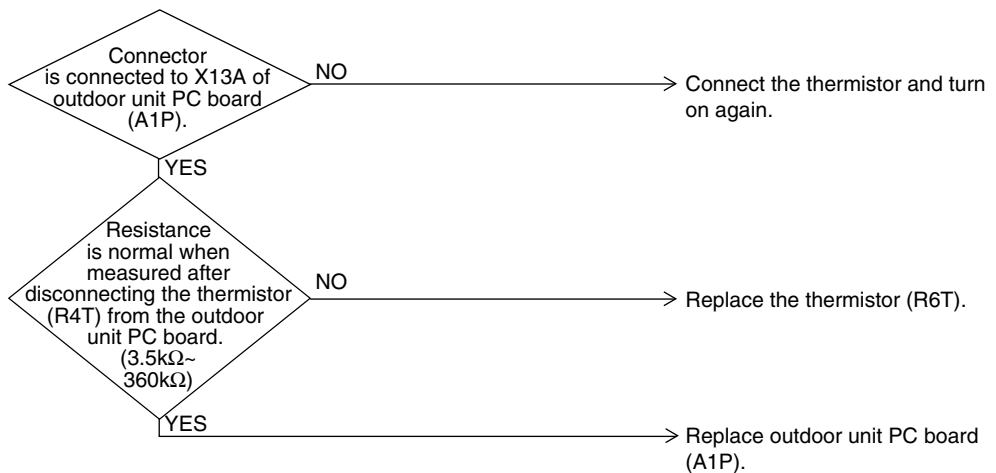 Connector
is connected to X13A of
outdoor unit PC board
(A1P).
NO
Connect the thermistor and turn
on again.
YES
Resistance
is normal when
measured after
disconnecting the thermistor
(R4T) from the outdoor
unit PC board.
(3.5kΩ~
360kΩ)
NO
Replace the thermistor (R6T).
YES
Replace outdoor unit PC board
(A1P).